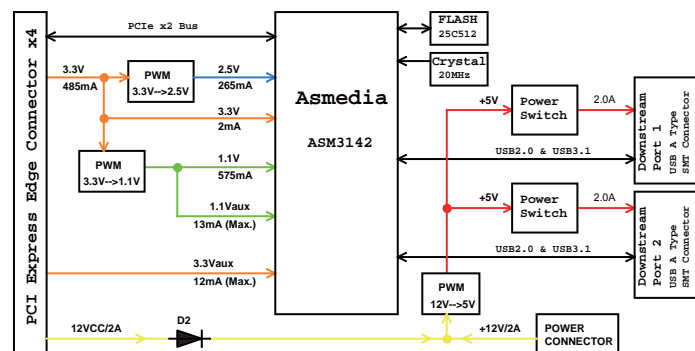 PCI Express Edge Connector x4
PCIe x2 Bus
3.3V
485mA
PWM
3.3V-->2.5V
2.5V
265mA
3.3V
2mA
PWM
3.3V-->1.1V
1.1V
575mA
1.1Vaux
13mA (Max.)
3.3Vaux
12mA (Max.)
12VCC/2A
D2
Asmedia
ASM3142
FLASH
25C512
Crystal
20MHz
+5V
Power
Switch
2.0A
USB2.0 & USB3.1
Downstream
Port 1
USB A Type
SMT Connector
+5V
Power
Switch
2.0A
USB2.0 & USB3.1
Downstream
Port 2
USB A Type
SMT Connector
PWM
12V-->5V
+12V/2A
POWER
CONNECTOR